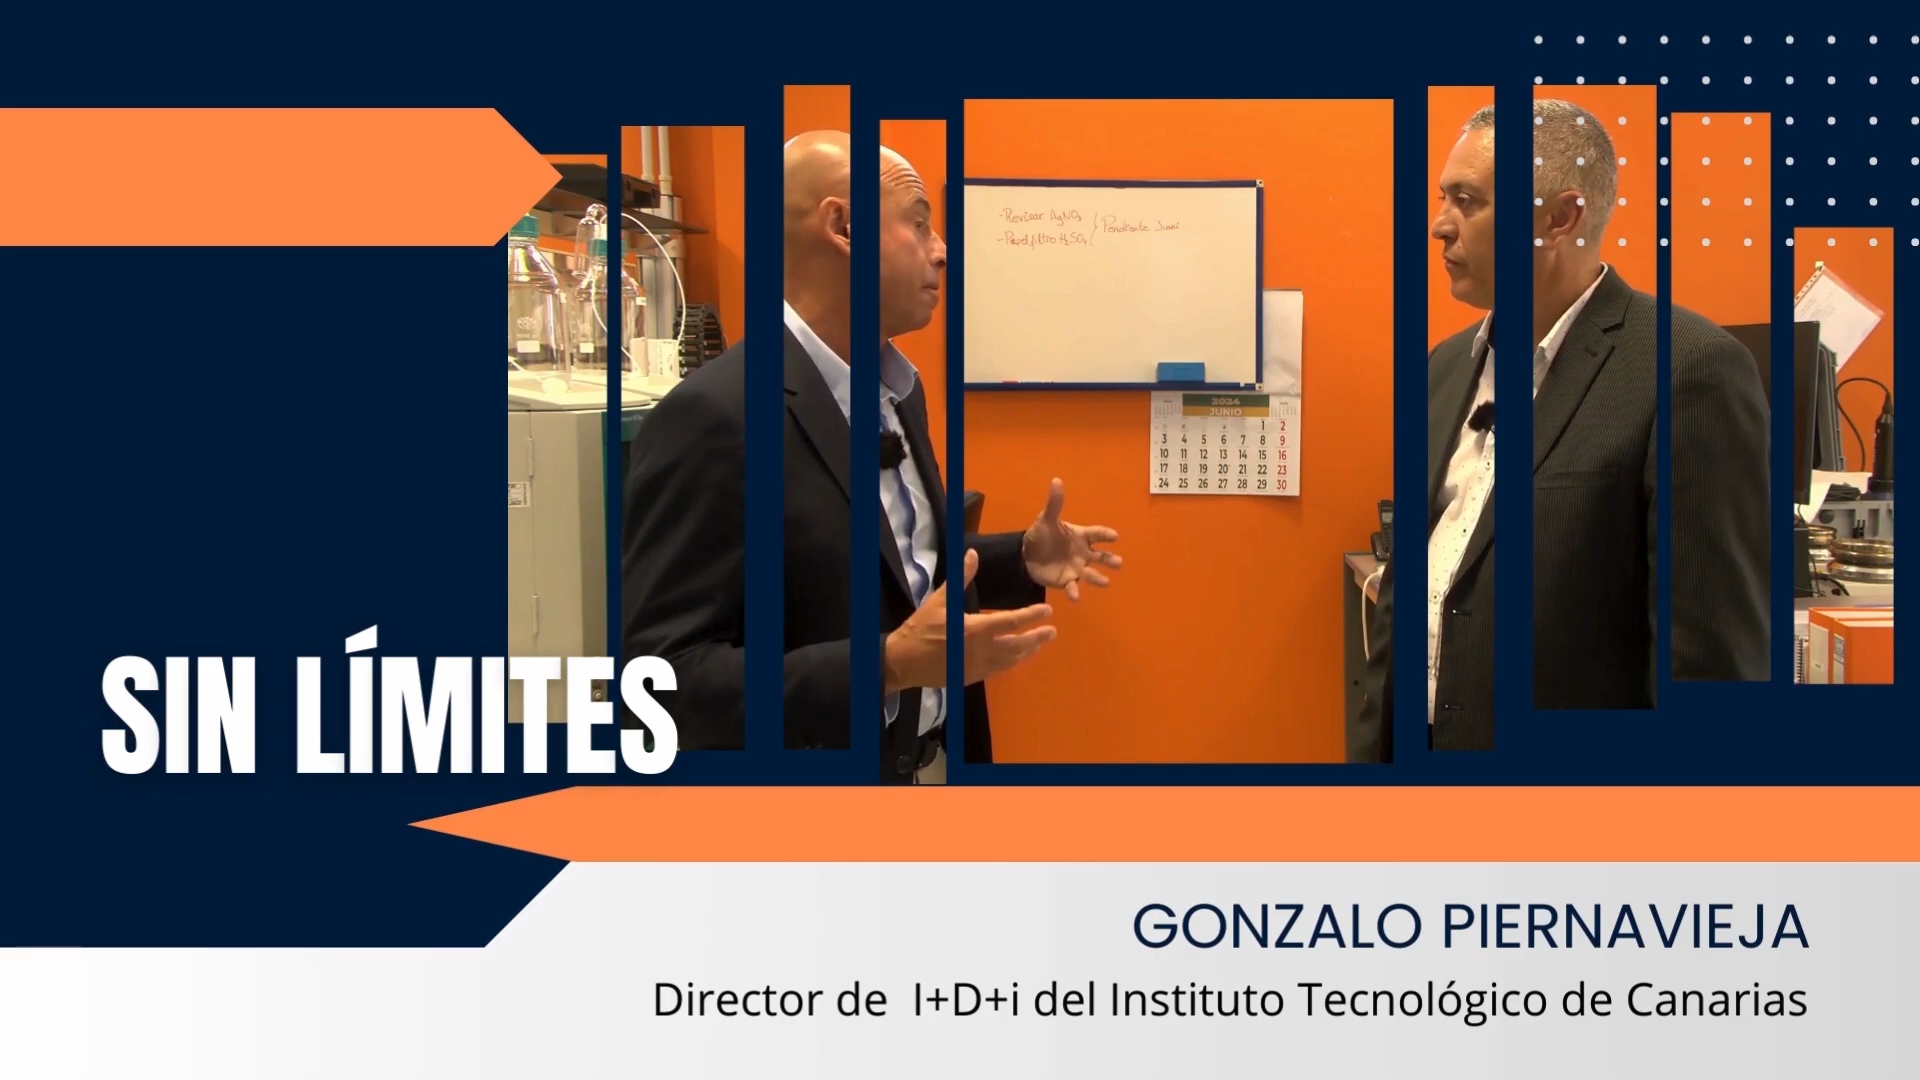 -Revisar AgNO3
-Papel filtro H2SO4
Pendiente Juani
2024
JUNIO
1 2
3 4 5 6 7 8 9
10 11 12 13 14 15 16
17 18 19 20 21 22 23
24 25 26 27 28 29 30
SIN LÍMITES
GONZALO PIERNAVIEJA
Director de I+D+i del Instituto Tecnológico de Canarias